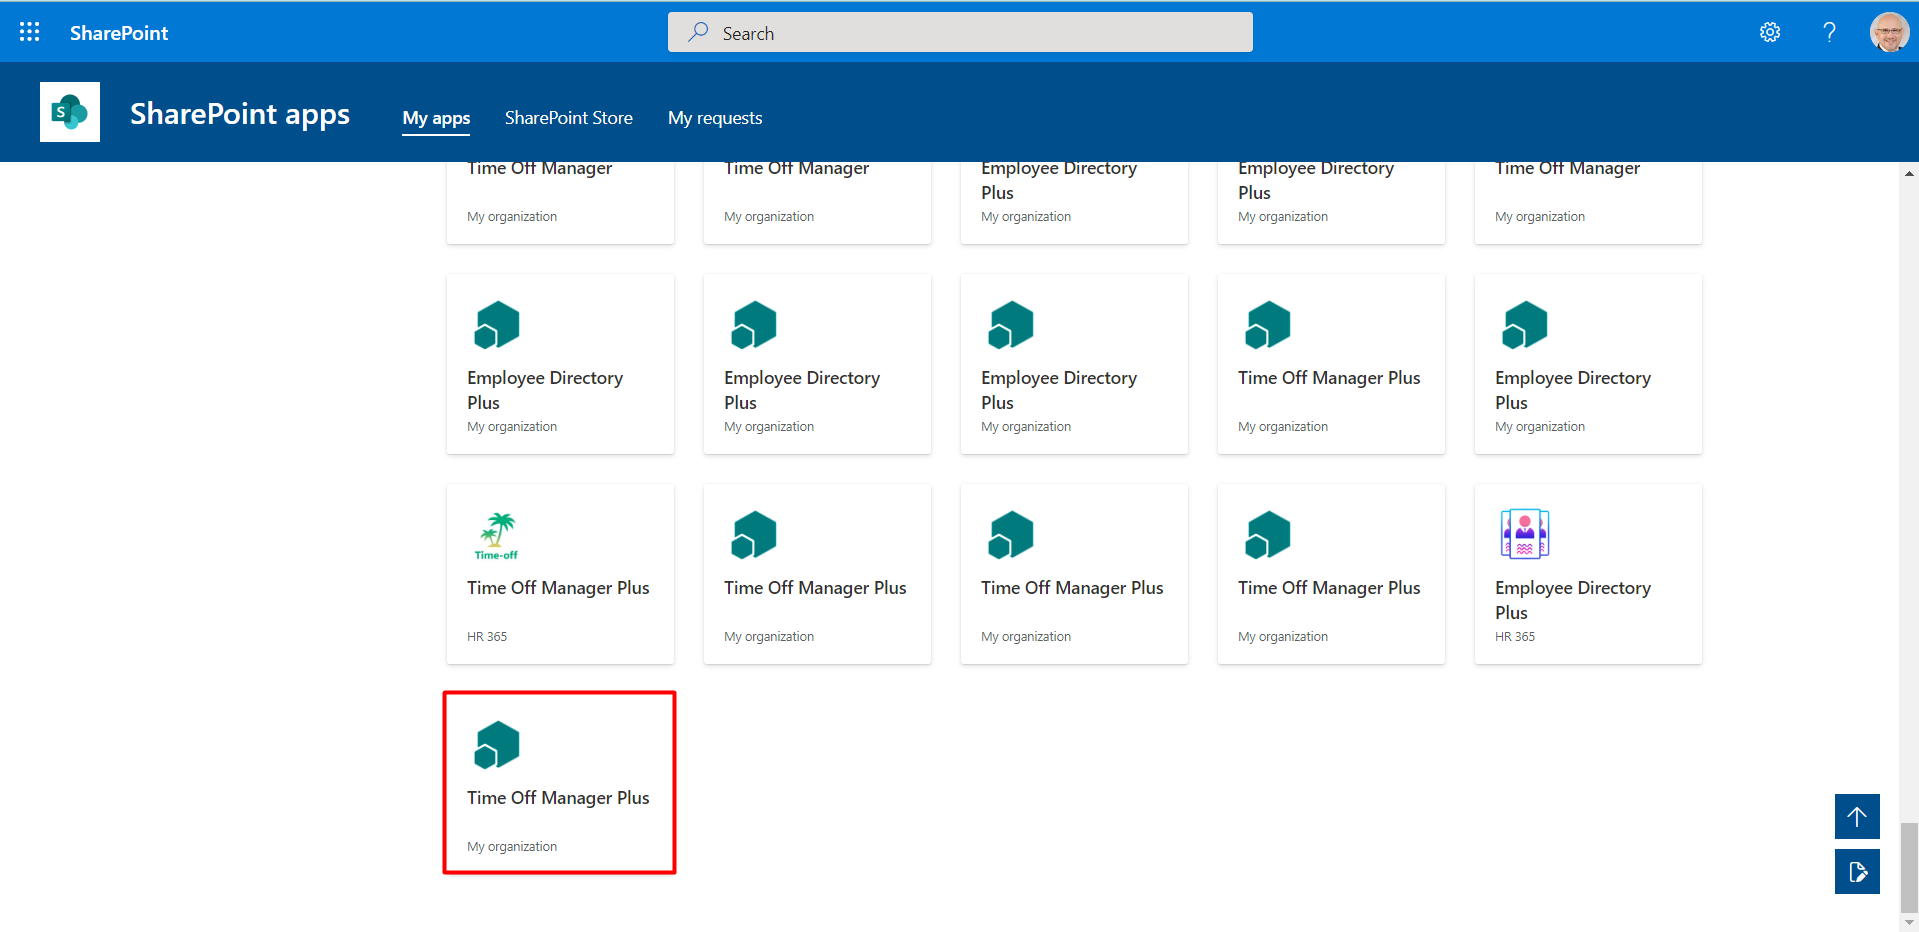 SharePoint
Search
?
S
SharePoint apps
My apps
SharePoint Store
My requests
Time Off Manager
My organization
Time Off Manager
My organization
Employee Directory
Plus
My organization
Employee Directory
Plus
My organization
Time Off Manager
My organization
Employee Directory
Plus
My organization
Employee Directory
Plus
My organization
Employee Directory
Plus
My organization
Time Off Manager Plus
My organization
Employee Directory
Plus
My organization
Time-off
Time Off Manager Plus
HR 365
Time Off Manager Plus
My organization
Time Off Manager Plus
My organization
Time Off Manager Plus
My organization
Employee Directory
Plus
HR 365
Time Off Manager Plus
My organization